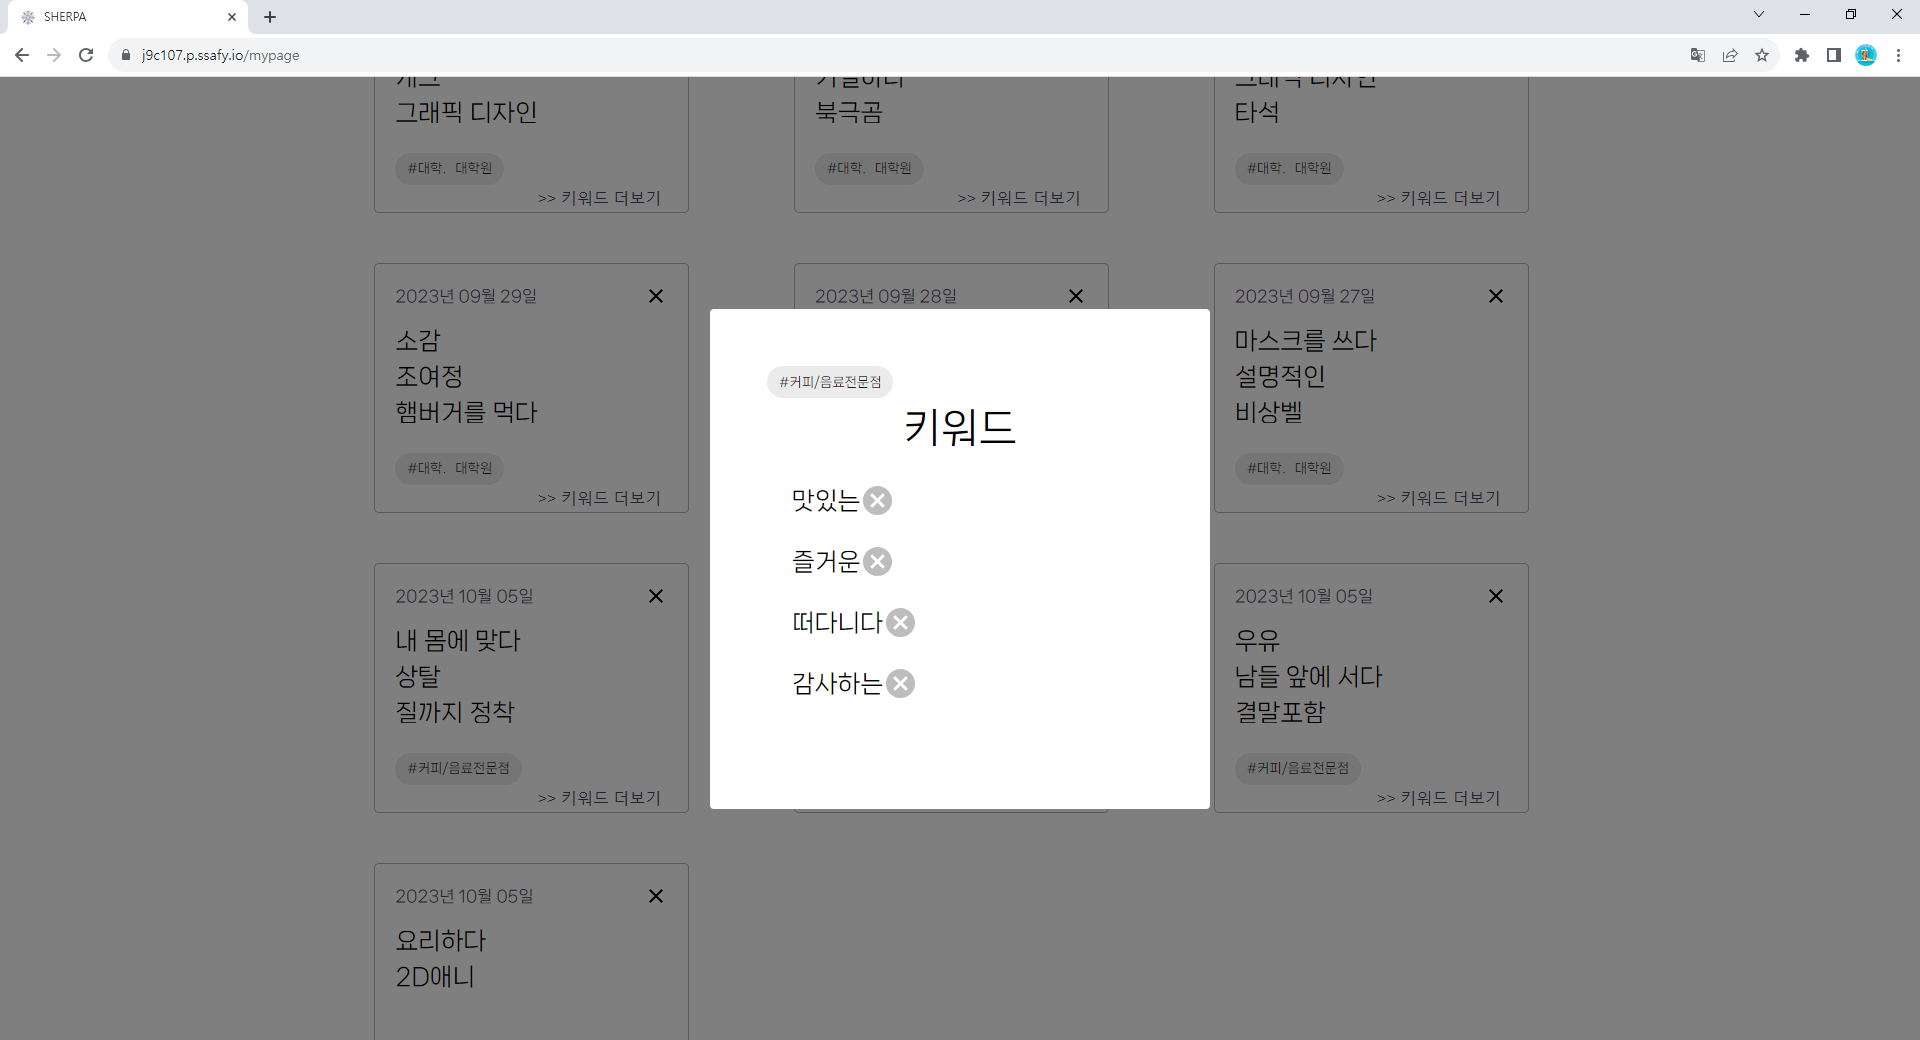 SHERPA
j9c107.p.ssafy.io/mypage
그래픽 디자인
#대학, 대학원
>> 키워드 더보기
북극곰
#대학, 대학원
>> 키워드 더보기
타석
#대학, 대학원
>> 키워드 더보기
2023년 09월 29일
소감
조여정
햄버거를 먹다
#대학, 대학원
>> 키워드 더보기
2023년 09월 28일
2023년 09월 27일
마스크를 쓰다
설명적인
비상벨
#대학, 대학원
>> 키워드 더보기
#커피/음료전문점
키워드
맛있는
즐거운
떠다니다
감사하는
2023년 10월 05일
내 몸에 맞다
상탈
질까지 정착
#커피/음료전문점
>> 키워드 더보기
2023년 10월 05일
우유
남들 앞에 서다
결말포함
#커피/음료전문점
>> 키워드 더보기
2023년 10월 05일
요리하다
2D애니